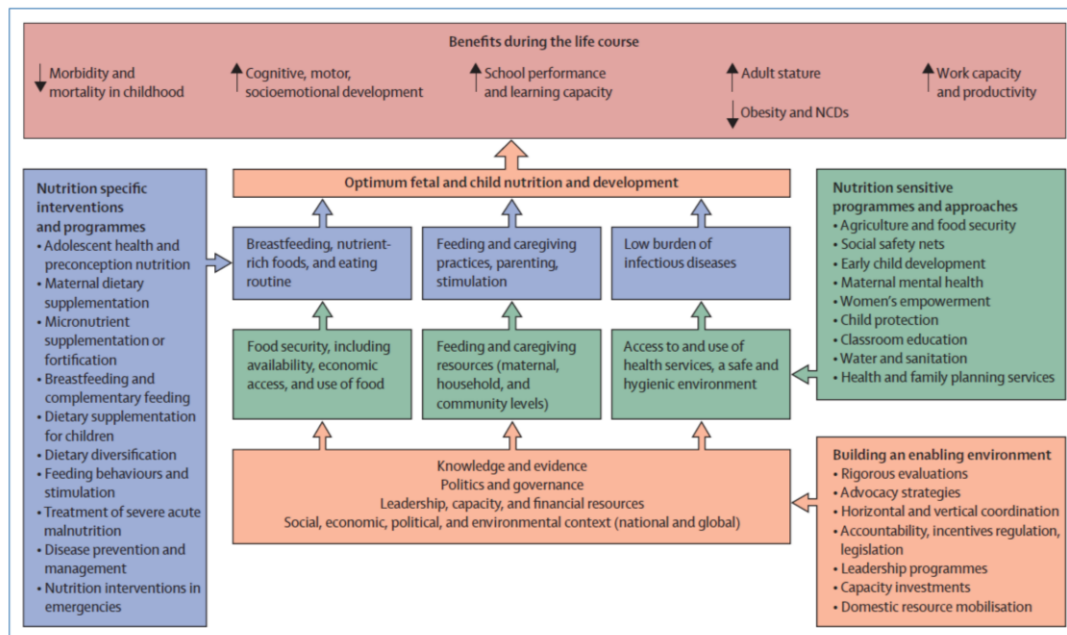 Benefits during the life course
Morbidity and
mortality in childhood
Cognitive, motor,
socioemotional development
School performance
and learning capacity
Adult stature
Obesity and NCDs
Work capacity
and productivity
Nutrition specific
interventions
and programmes
• Adolescent health and
preconception nutrition
• Maternal dietary
supplementation
• Micronutrient
supplementation or
fortification
• Breastfeeding and
complementary feeding
• Dietary supplementation
for children
• Dietary diversification
• Feeding behaviours and
stimulation
• Treatment of severe acute
malnutrition
• Disease prevention and
management
• Nutrition interventions in
emergencies
Optimum fetal and child nutrition and development
Breastfeeding, nutrient-
rich foods, and eating
routine
Feeding and caregiving
practices, parenting,
stimulation
Low burden of
infectious diseases
Food security, including
availability, economic
access, and use of food
Feeding and caregiving
resources (maternal,
household, and
community levels)
Access to and use of
health services, a safe and
hygienic environment
Knowledge and evidence
Politics and governance
Leadership, capacity, and financial resources
Social, economic, political, and environmental context (national and global)
Nutrition sensitive
programmes and approaches
• Agriculture and food security
• Social safety nets
• Early child development
• Maternal mental health
• Women's empowerment
• Child protection
• Classroom education
• Water and sanitation
• Health and family planning services
Building an enabling environment
• Rigorous evaluations
• Advocacy strategies
• Horizontal and vertical coordination
• Accountability, incentives regulation,
legislation
• Leadership programmes
• Capacity investments
• Domestic resource mobilisation